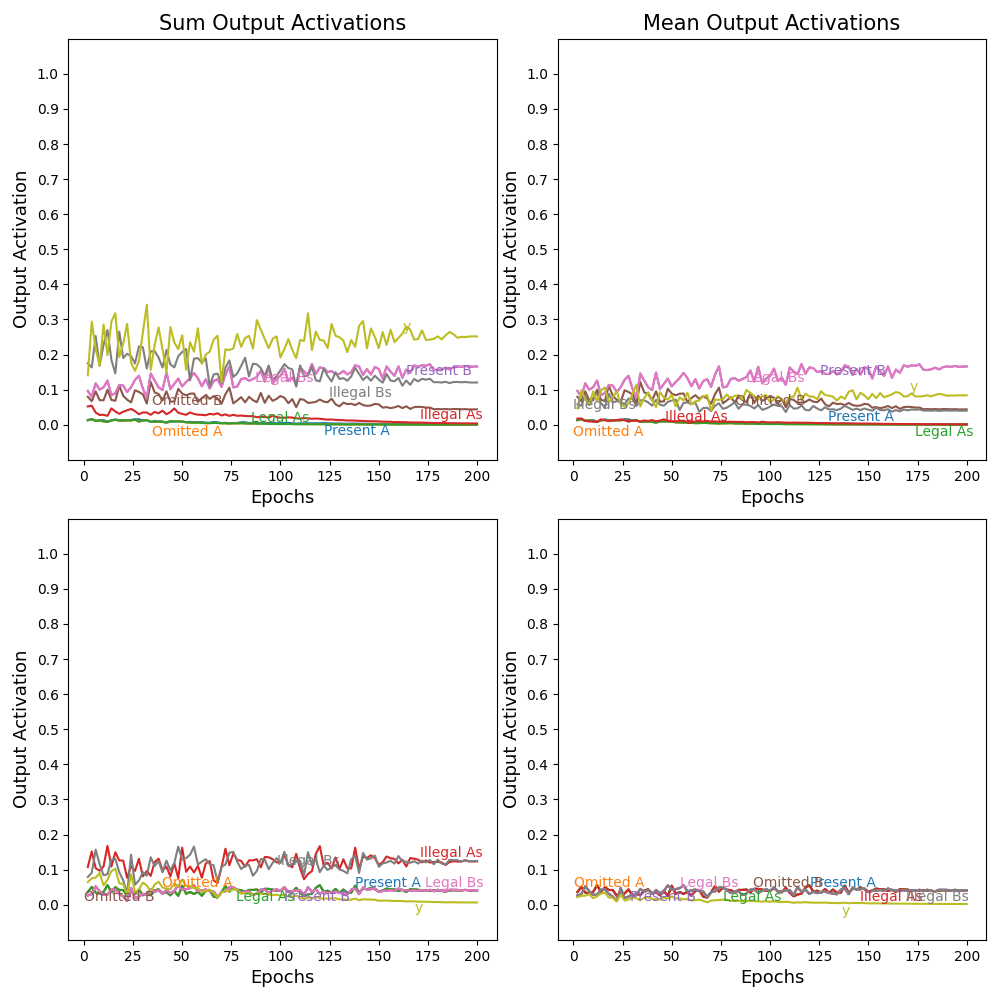 Sum Output Activations
Mean Output Activations
Output Activation
1.0
0.9
0.8
0.7
0.6
0.5
0.4
0.3
0.2
0.1
0.0
y
Present B
Legal Bs
Illegal Bs
Omitted B
Illegal As
Legal As
Omitted A
Present A
0 25 50 75 100 125 150 175 200
Epochs
Output Activation
1.0
0.9
0.8
0.7
0.6
0.5
0.4
0.3
0.2
0.1
0.0
Present B
Legal Bs
y
Omitted B
Illegal Bs
Illegal As
Present A
Omitted A
Legal As
0 25 50 75 100 125 150 175 200
Epochs
Output Activation
1.0
0.9
0.8
0.7
0.6
0.5
0.4
0.3
0.2
0.1
0.0
Illegal As
Illegal Bs
Omitted A
Present A
Legal Bs
Omitted B
Legal As
Present B
y
0 25 50 75 100 125 150 175 200
Epochs
Output Activation
1.0
0.9
0.8
0.7
0.6
0.5
0.4
0.3
0.2
0.1
0.0
Omitted A
Legal Bs
Omitted B
Present A
Present B
Legal As
Illegal As
Illegal Bs
y
0 25 50 75 100 125 150 175 200
Epochs